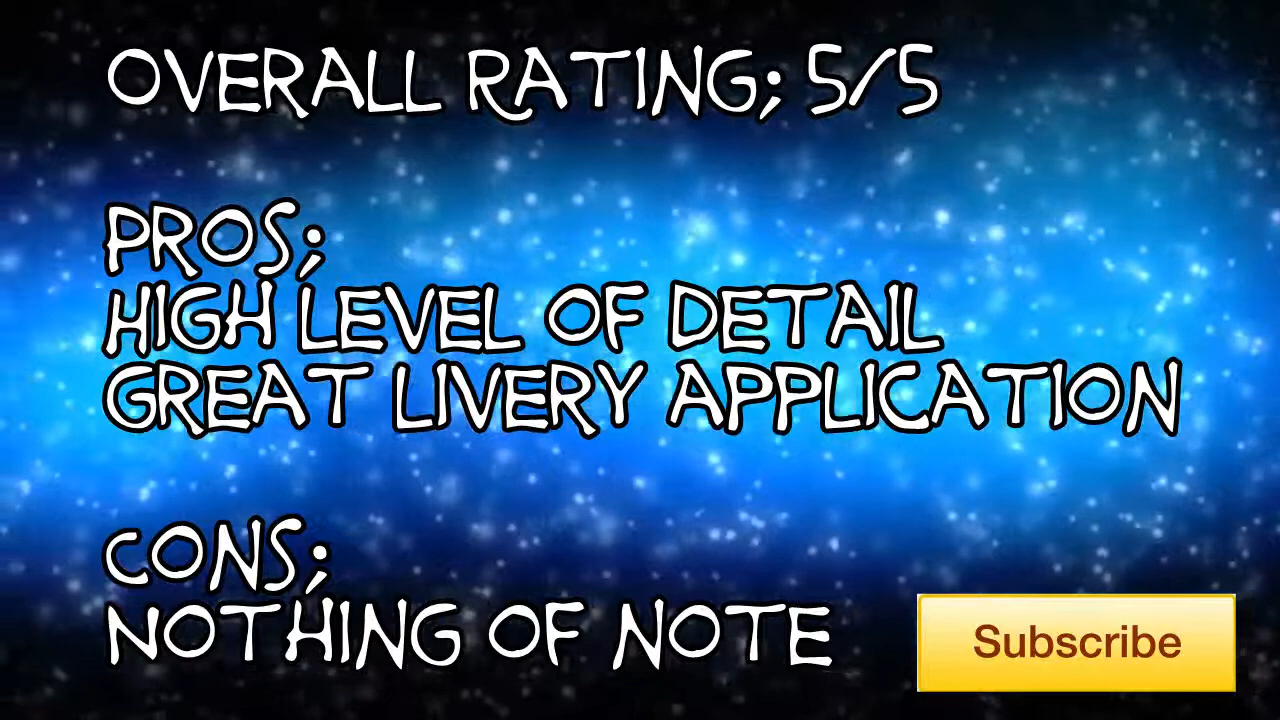 OVERALL RATING; 5/5
PROS;
HIGH LEVEL OF DETAIL
GREAT LIVERY APPLICATION
CONS;
NOTHING OF NOTE
Subscribe